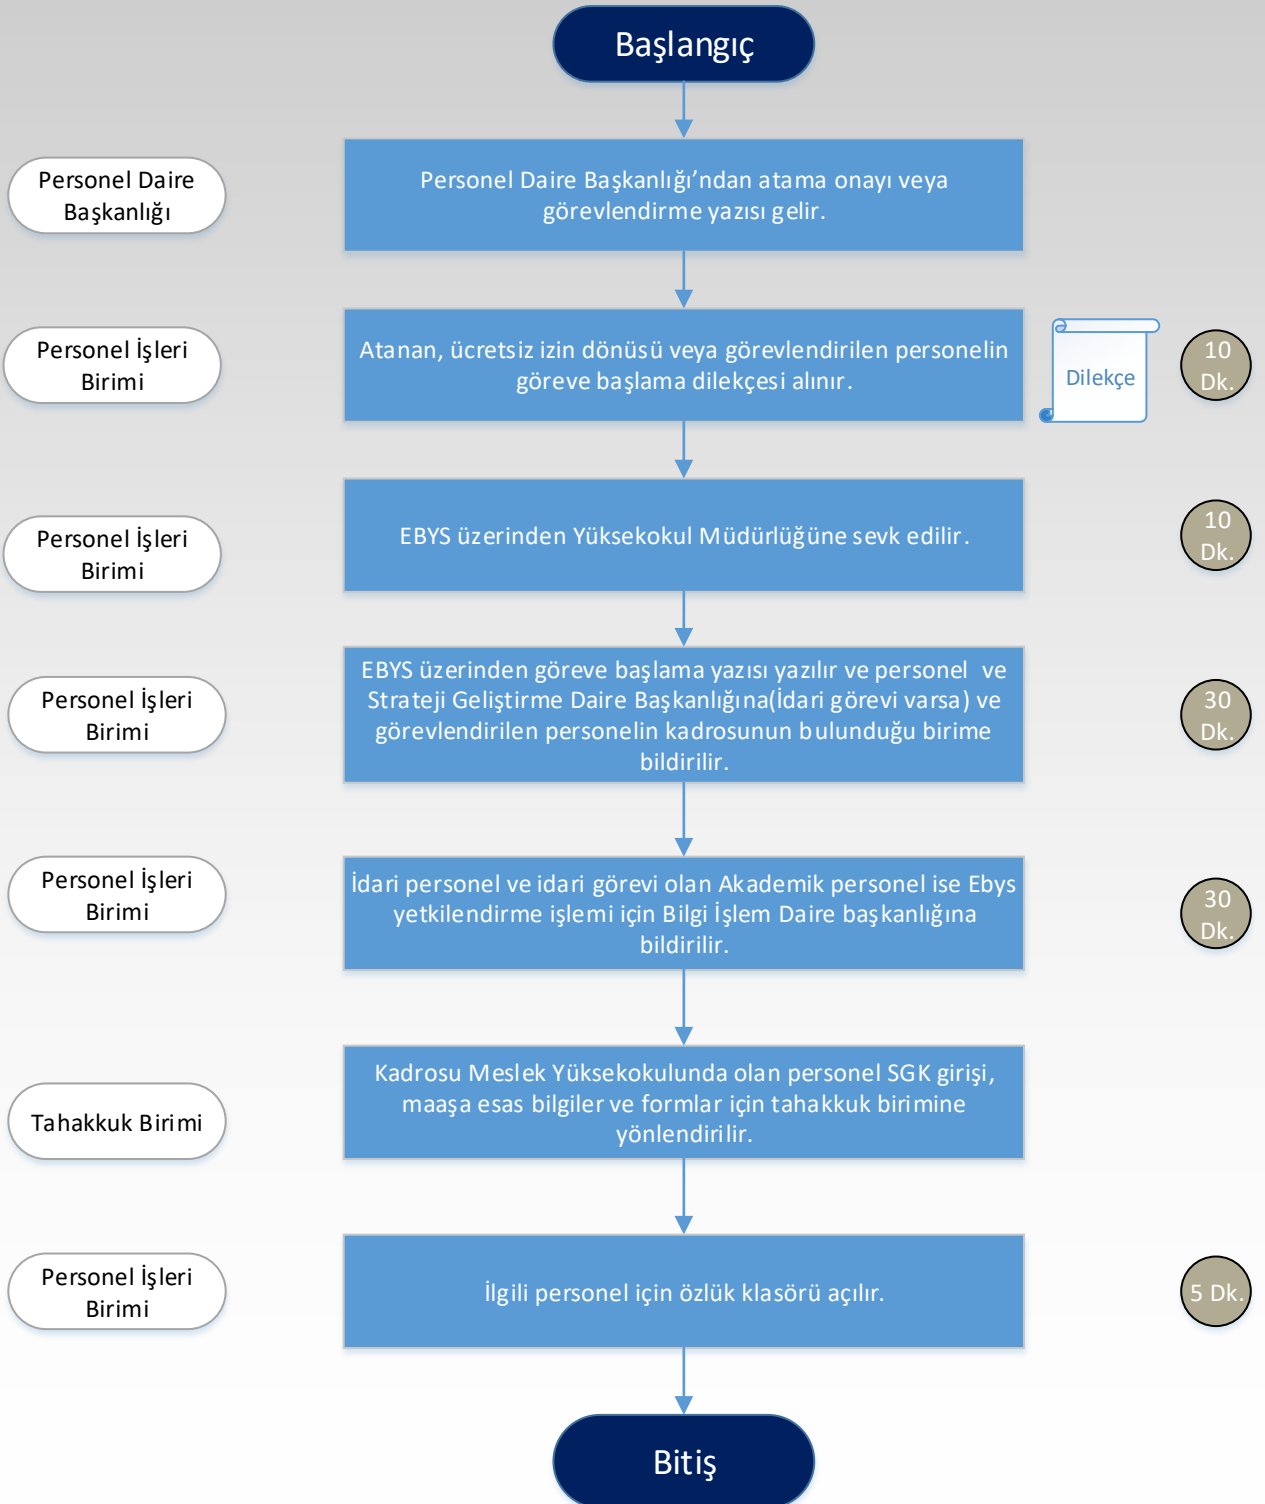 Başlangıç
Personel Daire
Başkanlığı
Personel Daire Başkanlığı’ndan atama onayı veya
görevlendirme yazısı gelir.
Personel İşleri
Birimi
Atanan, ücretsiz izin dönüsü veya görevlendirilen personelin
göreve başlama dilekçesi alınır.
Dilekçe
10
Dk.
Personel İşleri
Birimi
EBYS üzerinden Yüksekokul Müdürlüğüne sevk edilir.
10
Dk.
Personel İşleri
Birimi
EBYS üzerinden göreve başlama yazısı yazılır ve personel ve
Strateji Geliştirme Daire Başkanlığına(İdari görevi varsa) ve
görevlendirilen personelin kadrosunun bulunduğu birime
bildirilir.
30
Dk.
Personel İşleri
Birimi
İdari personel ve idari görevi olan Akademik personel ise Ebys
yetkilendirme işlemi için Bilgi İşlem Daire başkanlığına
bildirilir.
30
Dk.
Tahakkuk Birimi
Kadrosu Meslek Yüksekokulunda olan personel SGK girişi,
maaşa esas bilgiler ve formlar için tahakkuk birimine
yönlendirilir.
Personel İşleri
Birimi
İlgili personel için özlük klasörü açılır.
5 Dk.
Bitiş